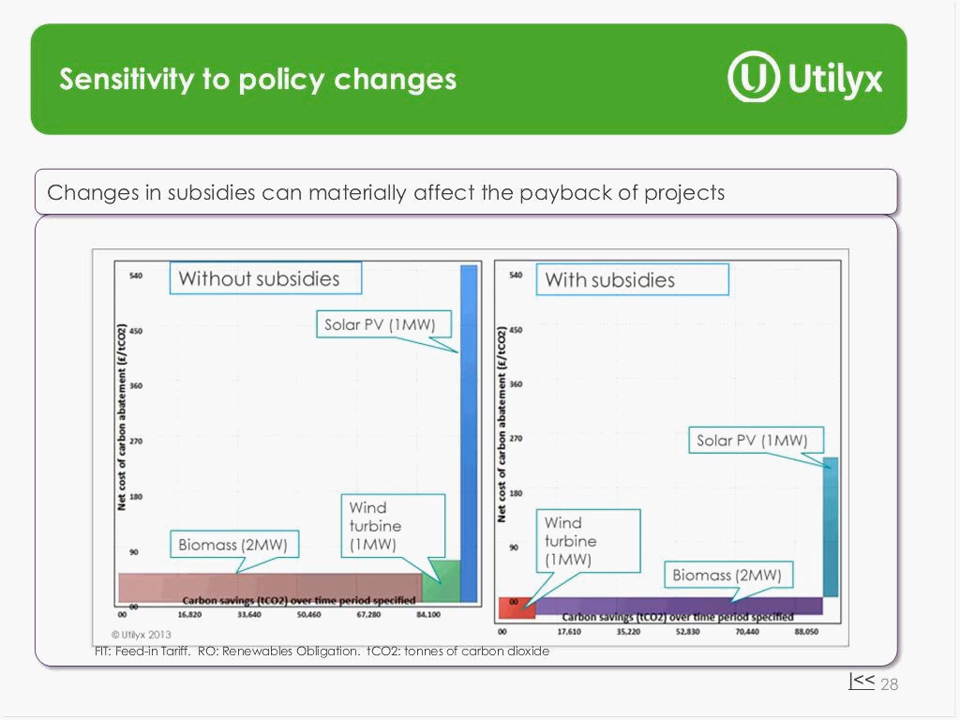 Sensitivity to policy changes
Utilyx
Changes in subsidies can materially affect the payback of projects
Without subsidies
540
450
360
270
180
90
00
Net cost of carbon abatement (£/tCO2)
Solar PV (1MW)
Wind
turbine
(1MW)
Biomass (2MW)
Carbon savings (tCO2) over time period specified
00 16,820 33,640 50,460 67,280 84,100
© Utilyx 2013
With subsidies
540
450
360
270
180
90
00
Net cost of carbon abatement (£/tCO2)
Solar PV (1MW)
Wind
turbine
(1MW)
Biomass (2MW)
Carbon savings (tCO2) over time period specified
00 17,610 35,220 52,830 70,440 88,050
FIT: Feed-in Tariff. RO: Renewables Obligation. tCO2: tonnes of carbon dioxide
|<< 28